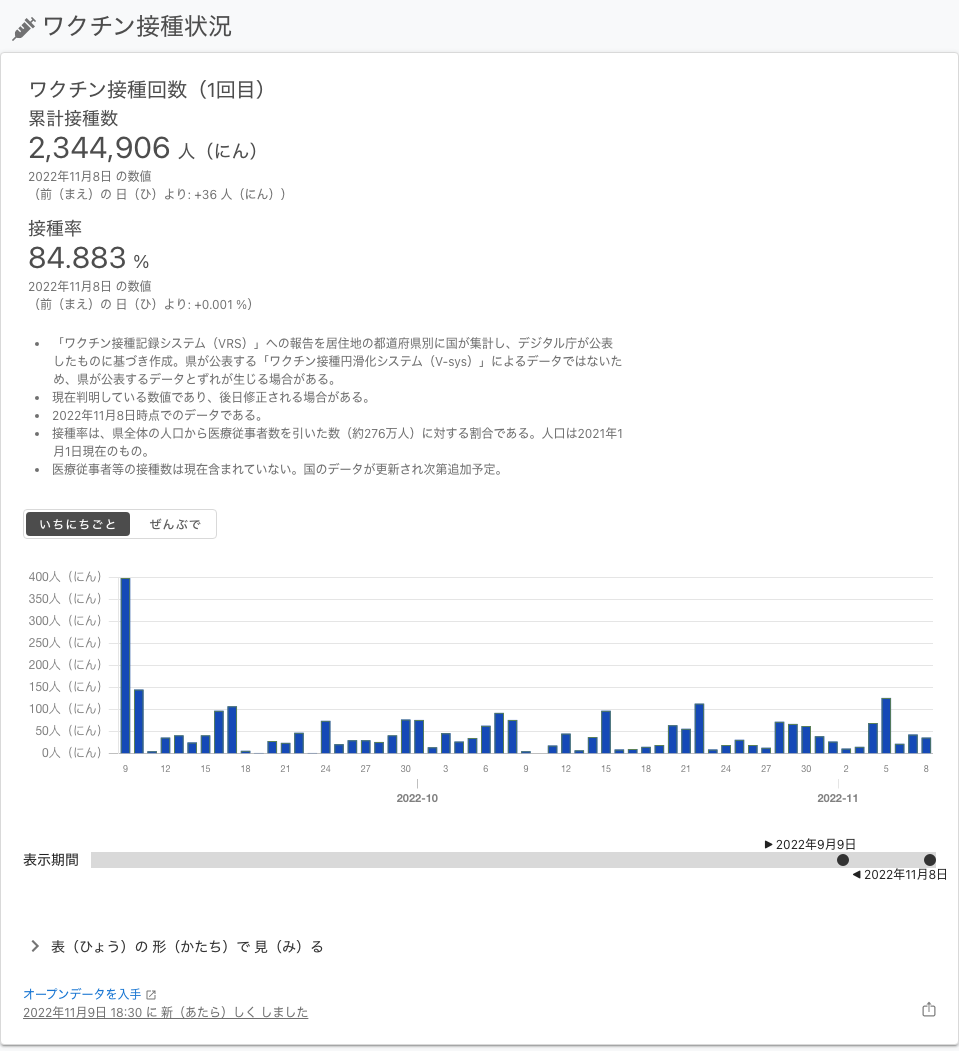 ワクチン接種状況
ワクチン接種回数（1回目）
累計接種数
2,344,906 人（にん）
2022年11月8日 の数値
（前（まえ）の 日（ひ）より: +36 人（にん））
接種率
84.883 %
2022年11月8日 の数値
（前（まえ）の 日（ひ）より: +0.001 %）
• 「ワクチン接種記録システム（VRS）」への報告を居住地の都道府県別に国が集計し、デジタル庁が公表
したものに基づき作成。県が公表する「ワクチン接種円滑化システム（V-sys）」によるデータではないた
め、県が公表するデータとずれが生じる場合がある。
• 現在判明している数値であり、後日修正される場合がある。
• 2022年11月8日時点でのデータである。
• 接種率は、県全体の人口から医療従事者数を引いた数（約276万人）に対する割合である。人口は2021年1
月1日現在のもの。
• 医療従事者等の接種数は現在含まれていない。国のデータが更新され次第追加予定。
いちにちごと ぜんぶで
400人（にん）
350人（にん）
300人（にん）
250人（にん）
200人（にん）
150人（にん）
100人（にん）
50人（にん）
0人（にん）
9 12 15 18 21 24 27 30 3 6 9 12 15 18 21 24 27 30 2 5 8
2022-10 2022-11
2022年9月9日
表示期間
2022年11月8日
表（ひょう）の 形（かたち）で 見（み）る
オープンデータを入手
2022年11月9日 18:30 に 新（あたら）しく しました